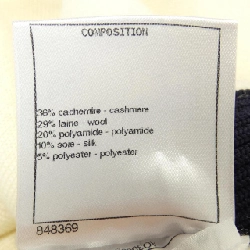 COMPOSITION
36% cachemire - cashmere
29% laine - wool
20% polyamide - polyamide
10% soie - silk
5% polyester - polyester
848369